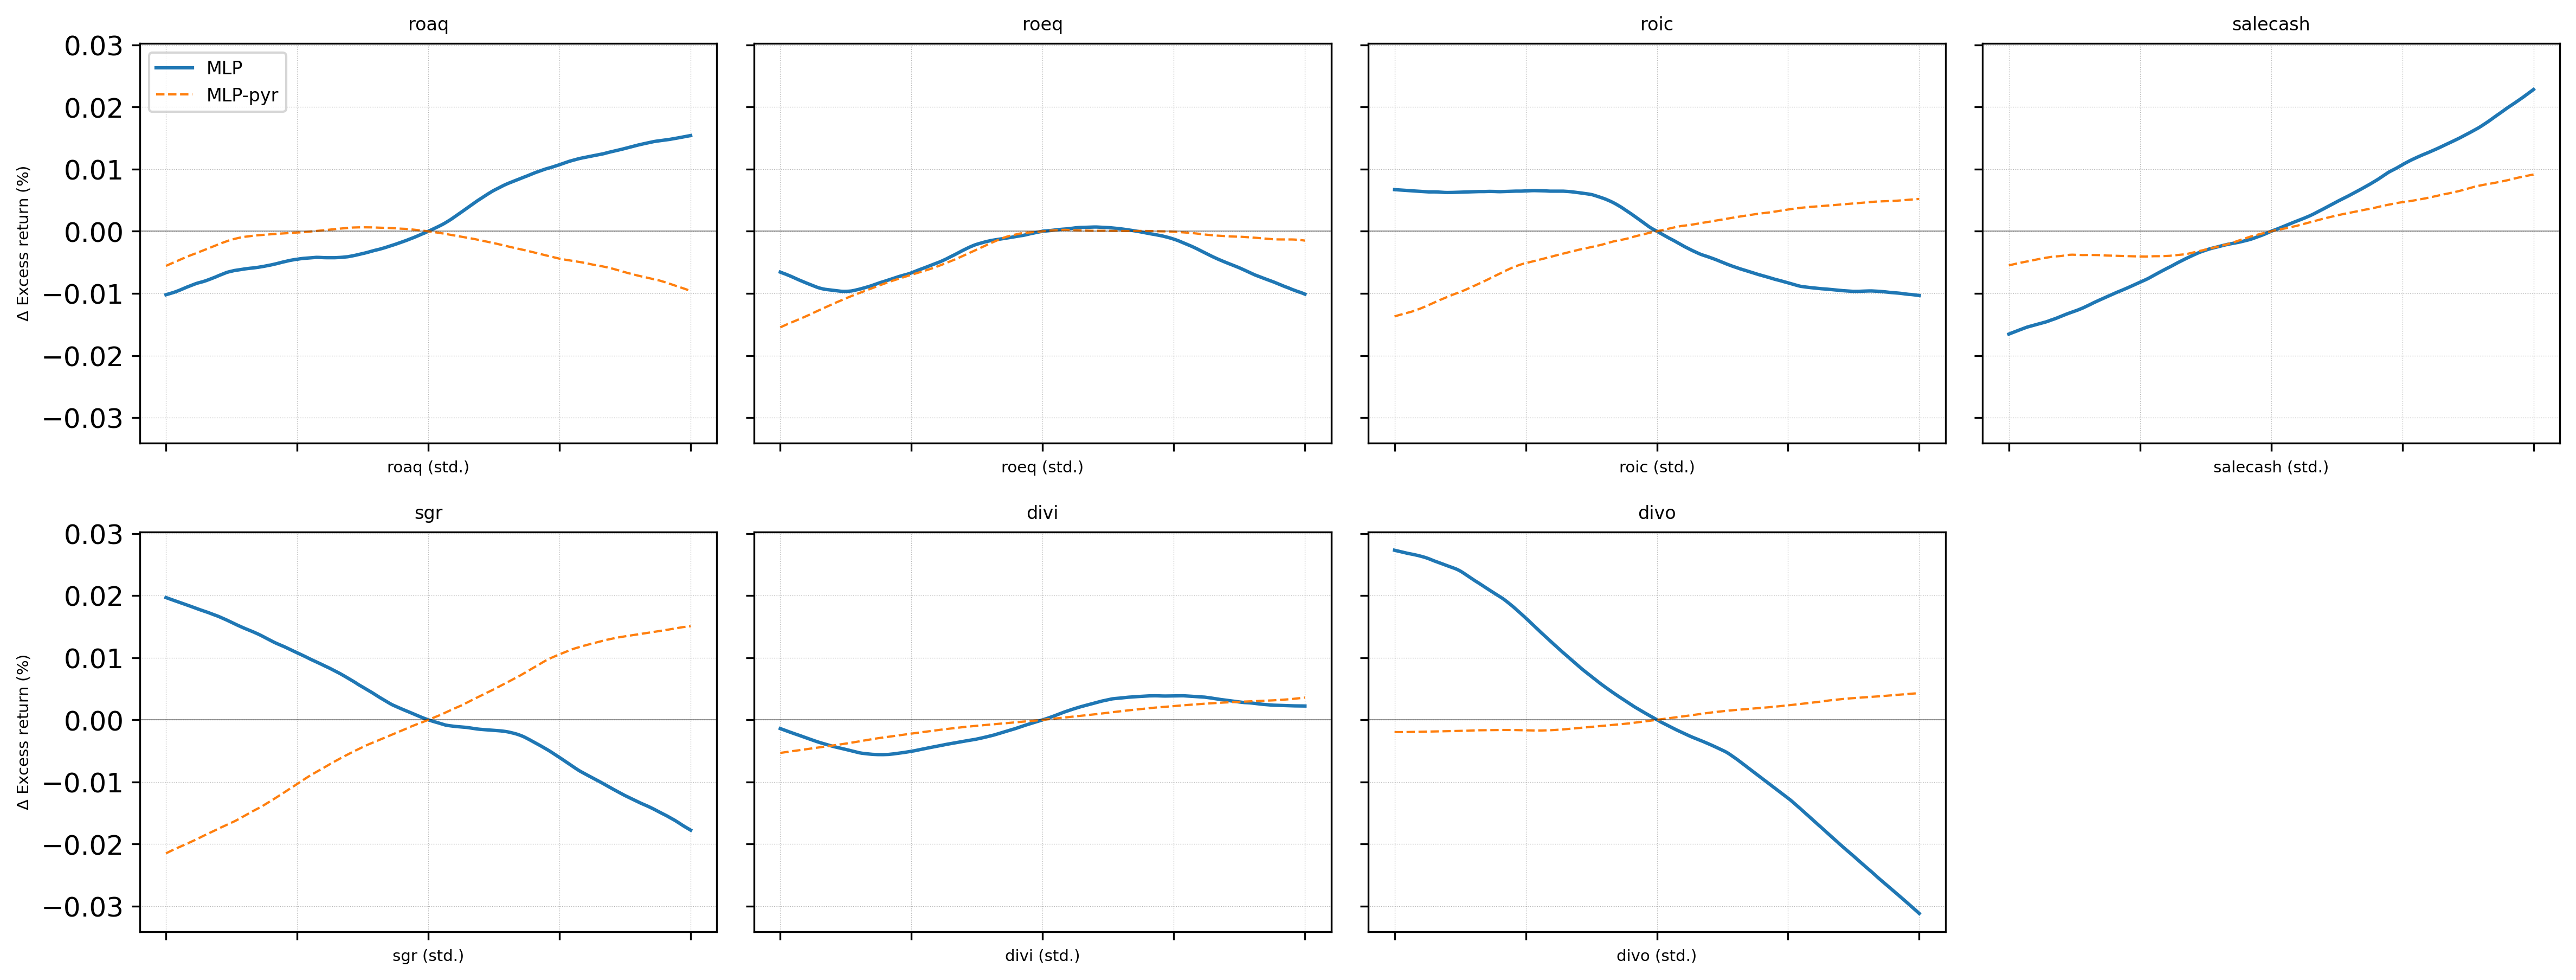 roaq
roeq
roic
salecash
0.03
0.02
0.01
0.00
−0.01
−0.02
−0.03
Δ Excess return (%)
MLP
MLP-pyr
roaq (std.)
roeq (std.)
roic (std.)
salecash (std.)
sgr
divi
divo
0.03
0.02
0.01
0.00
−0.01
−0.02
−0.03
Δ Excess return (%)
sgr (std.)
divi (std.)
divo (std.)